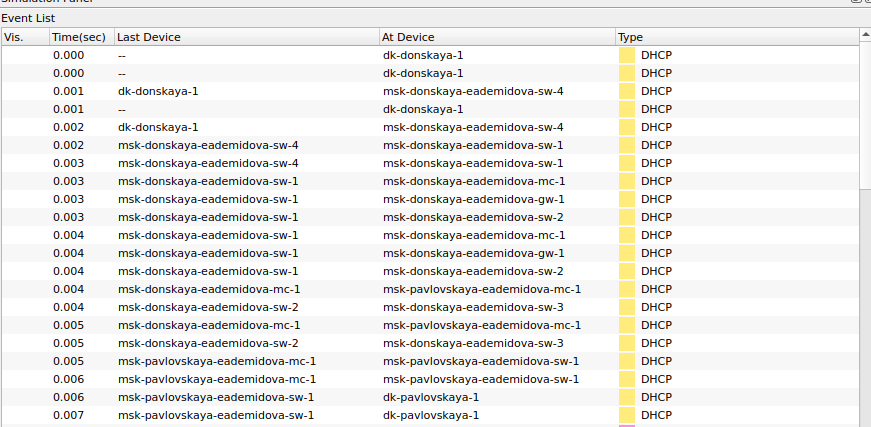 Simulation Panel
Event List
Vis. Time(sec) Last Device At Device Type
0.000 -- dk-donskaya-1 DHCP
0.000 -- dk-donskaya-1 DHCP
0.001 dk-donskaya-1 msk-donskaya-eademidova-sw-4 DHCP
0.001 -- dk-donskaya-1 DHCP
0.002 dk-donskaya-1 msk-donskaya-eademidova-sw-4 DHCP
0.002 msk-donskaya-eademidova-sw-4 msk-donskaya-eademidova-sw-1 DHCP
0.003 msk-donskaya-eademidova-sw-4 msk-donskaya-eademidova-sw-1 DHCP
0.003 msk-donskaya-eademidova-sw-1 msk-donskaya-eademidova-mc-1 DHCP
0.003 msk-donskaya-eademidova-sw-1 msk-donskaya-eademidova-gw-1 DHCP
0.003 msk-donskaya-eademidova-sw-1 msk-donskaya-eademidova-sw-2 DHCP
0.004 msk-donskaya-eademidova-sw-1 msk-donskaya-eademidova-mc-1 DHCP
0.004 msk-donskaya-eademidova-sw-1 msk-donskaya-eademidova-gw-1 DHCP
0.004 msk-donskaya-eademidova-sw-1 msk-donskaya-eademidova-sw-2 DHCP
0.004 msk-donskaya-eademidova-mc-1 msk-pavlovskaya-eademidova-mc-1 DHCP
0.004 msk-donskaya-eademidova-sw-2 msk-donskaya-eademidova-sw-3 DHCP
0.005 msk-donskaya-eademidova-mc-1 msk-pavlovskaya-eademidova-mc-1 DHCP
0.005 msk-donskaya-eademidova-sw-2 msk-donskaya-eademidova-sw-3 DHCP
0.005 msk-pavlovskaya-eademidova-mc-1 msk-pavlovskaya-eademidova-sw-1 DHCP
0.006 msk-pavlovskaya-eademidova-mc-1 msk-pavlovskaya-eademidova-sw-1 DHCP
0.006 msk-pavlovskaya-eademidova-sw-1 dk-pavlovskaya-1 DHCP
0.007 msk-pavlovskaya-eademidova-sw-1 dk-pavlovskaya-1 DHCP